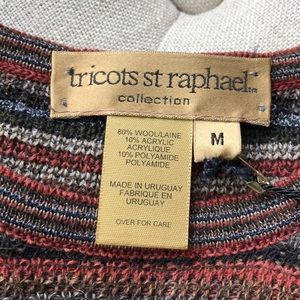 tricots st raphael™
collection
M
80% WOOL/LAINE
10% ACRYLIC
ACRYLIQUE
10% POLYAMIDE
POLYAMIDE
MADE IN URUGUAY
FABRIQUE EN
URUGUAY
OVER FOR CARE